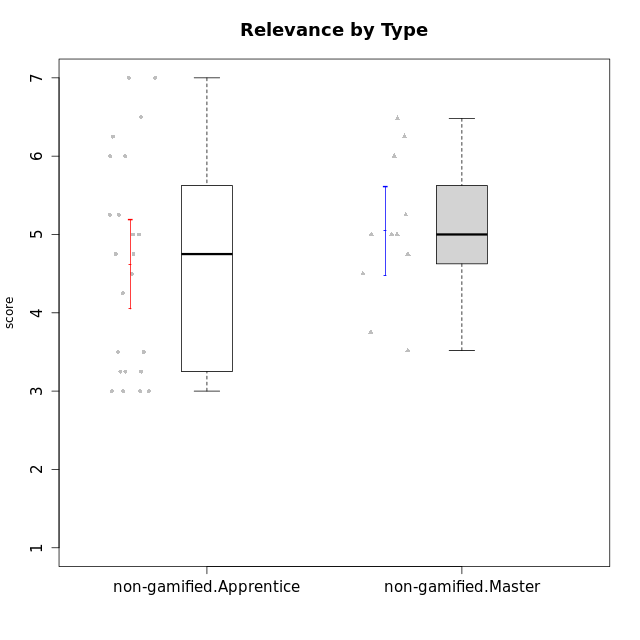 Relevance by Type
7
6
5
4
3
2
1
score
non-gamified.Apprentice
non-gamified.Master